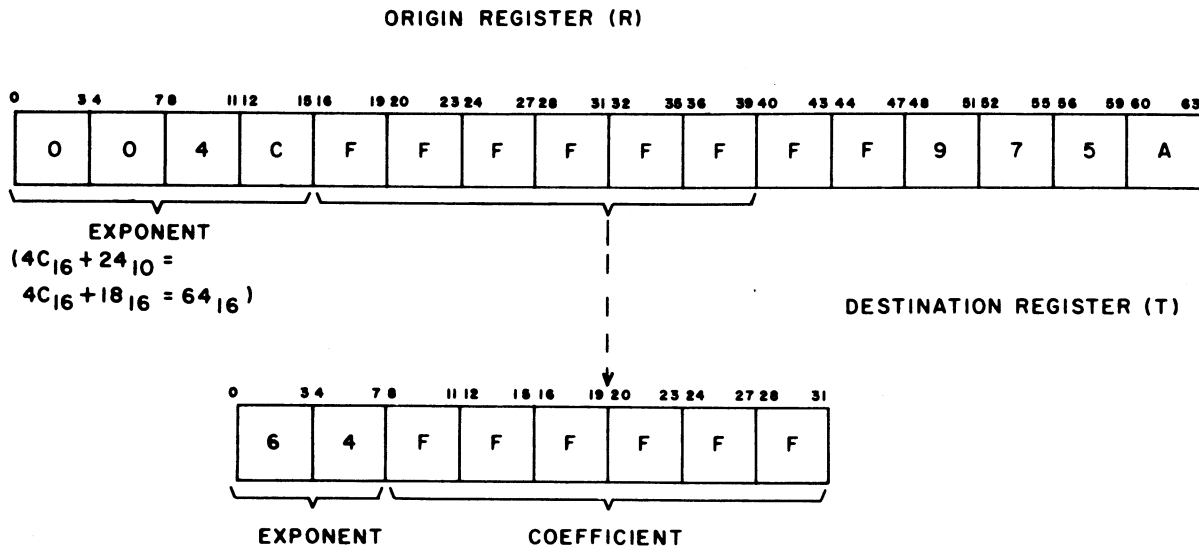 ORIGIN REGISTER (R)
0 3 4 7 8 11 12 15 16 19 20 23 24 27 28 31 32 35 36 39 40 43 44 47 48 51 52 55 56 59 60 63
0 0 4 C F F F F F F F F 9 7 5 A
EXPONENT
(4C16 + 2410 =
4C16 + 1816 = 6416)
DESTINATION REGISTER (T)
0 3 4 7 8 11 12 15 16 19 20 23 24 27 28 31
6 4 F F F F F F
EXPONENT COEFFICIENT